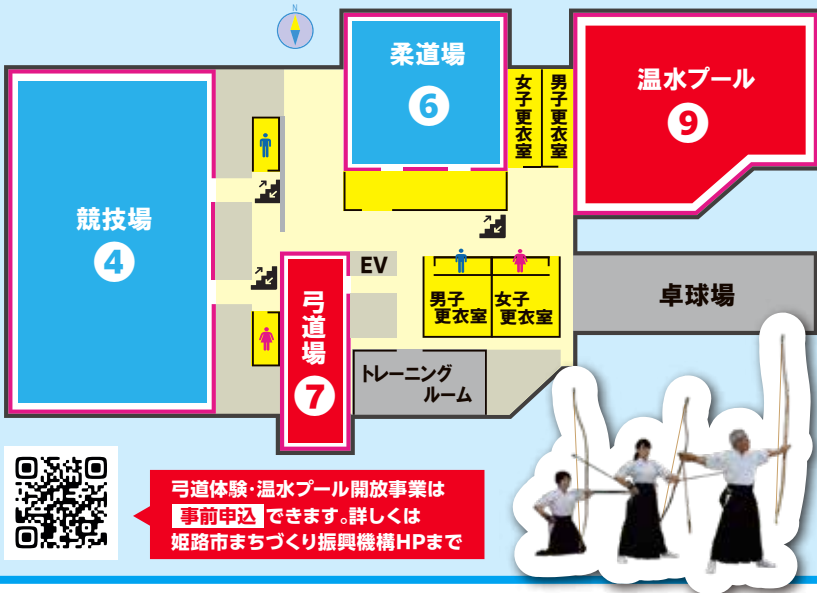 N
柔道場
6
女子更衣室
男子更衣室
温水プール
9
競技場
4
EV
弓道場
7
男子
更衣室
女子
更衣室
卓球場
トレーニング
ルーム
弓道体験・温水プール開放事業は
事前申込できます。詳しくは
姫路市まちづくり振興機構HPまで